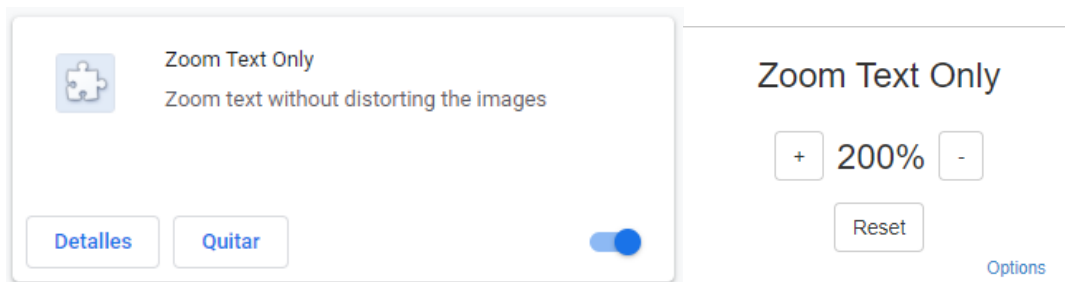 Zoom Text Only
Zoom text without distorting the images
Detalles Quitar
Zoom Text Only
+ 200% -
Reset
Options